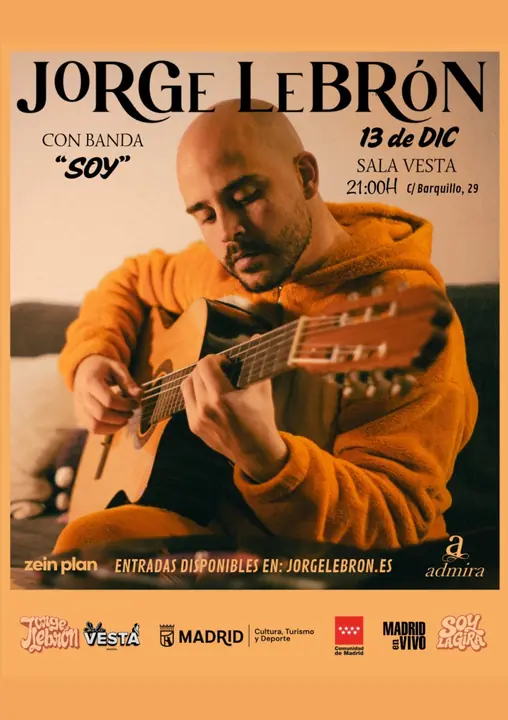 JORGE LEBRÓN
CON BANDA
"SOY"
13 de DIC
SALA VESTA
21:00H C/ Barquillo, 29
zein plan
ENTRADAS DISPONIBLES EN: JORGELEBRON.ES
a
admira
Jorge Lebrón
VESTA
MADRID
Cultura, Turismo
y Deporte
Comunidad
de Madrid
MADRID
en VIVO
SOY
LA GIRA